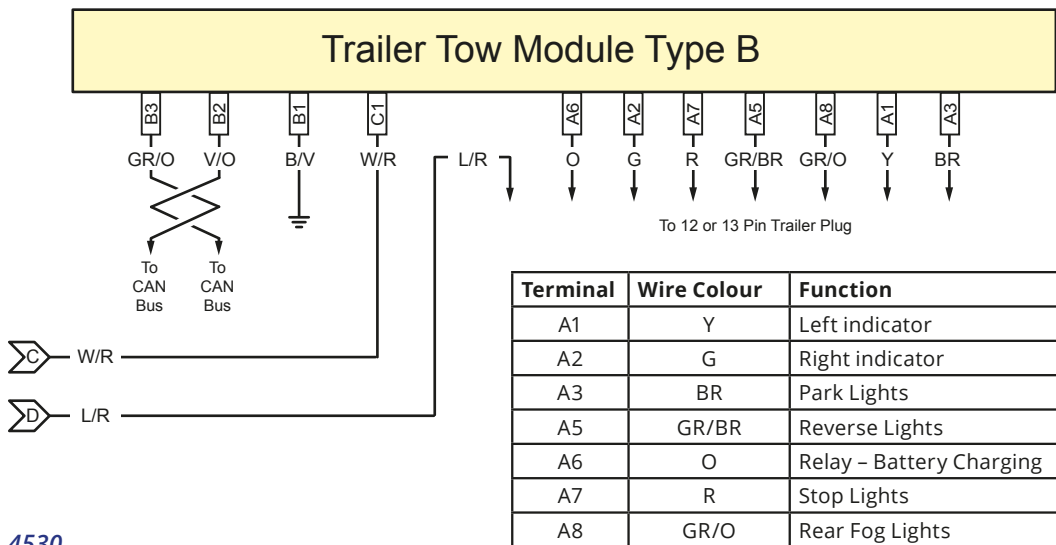 Trailer Tow Module Type B
B3 B2 B1 C1 A6 A2 A7 A5 A8 A1 A3
GR/O V/O B/V W/R L/R O G R GR/BR GR/O Y BR
To 12 or 13 Pin Trailer Plug
To To
CAN CAN
Bus Bus
C W/R
D L/R
Terminal Wire Colour Function
A1 Y Left indicator
A2 G Right indicator
A3 BR Park Lights
A5 GR/BR Reverse Lights
A6 O Relay – Battery Charging
A7 R Stop Lights
A8 GR/O Rear Fog Lights
4530